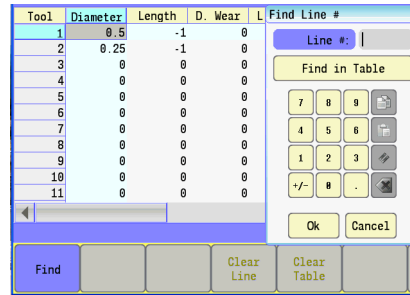 Tool Diameter Length D. Wear L
1 0.5 -1 0
2 0.25 -1 0
3 0 0 0
4 0 0 0
5 0 0 0
6 0 0 0
7 0 0 0
8 0 0 0
9 0 0 0
10 0 0 0
11 0 0 0
Find Line #
Line #:
Find in Table
7 8 9
4 5 6
1 2 3
+/- 0 .
Ok Cancel
Find
Clear Line
Clear Table